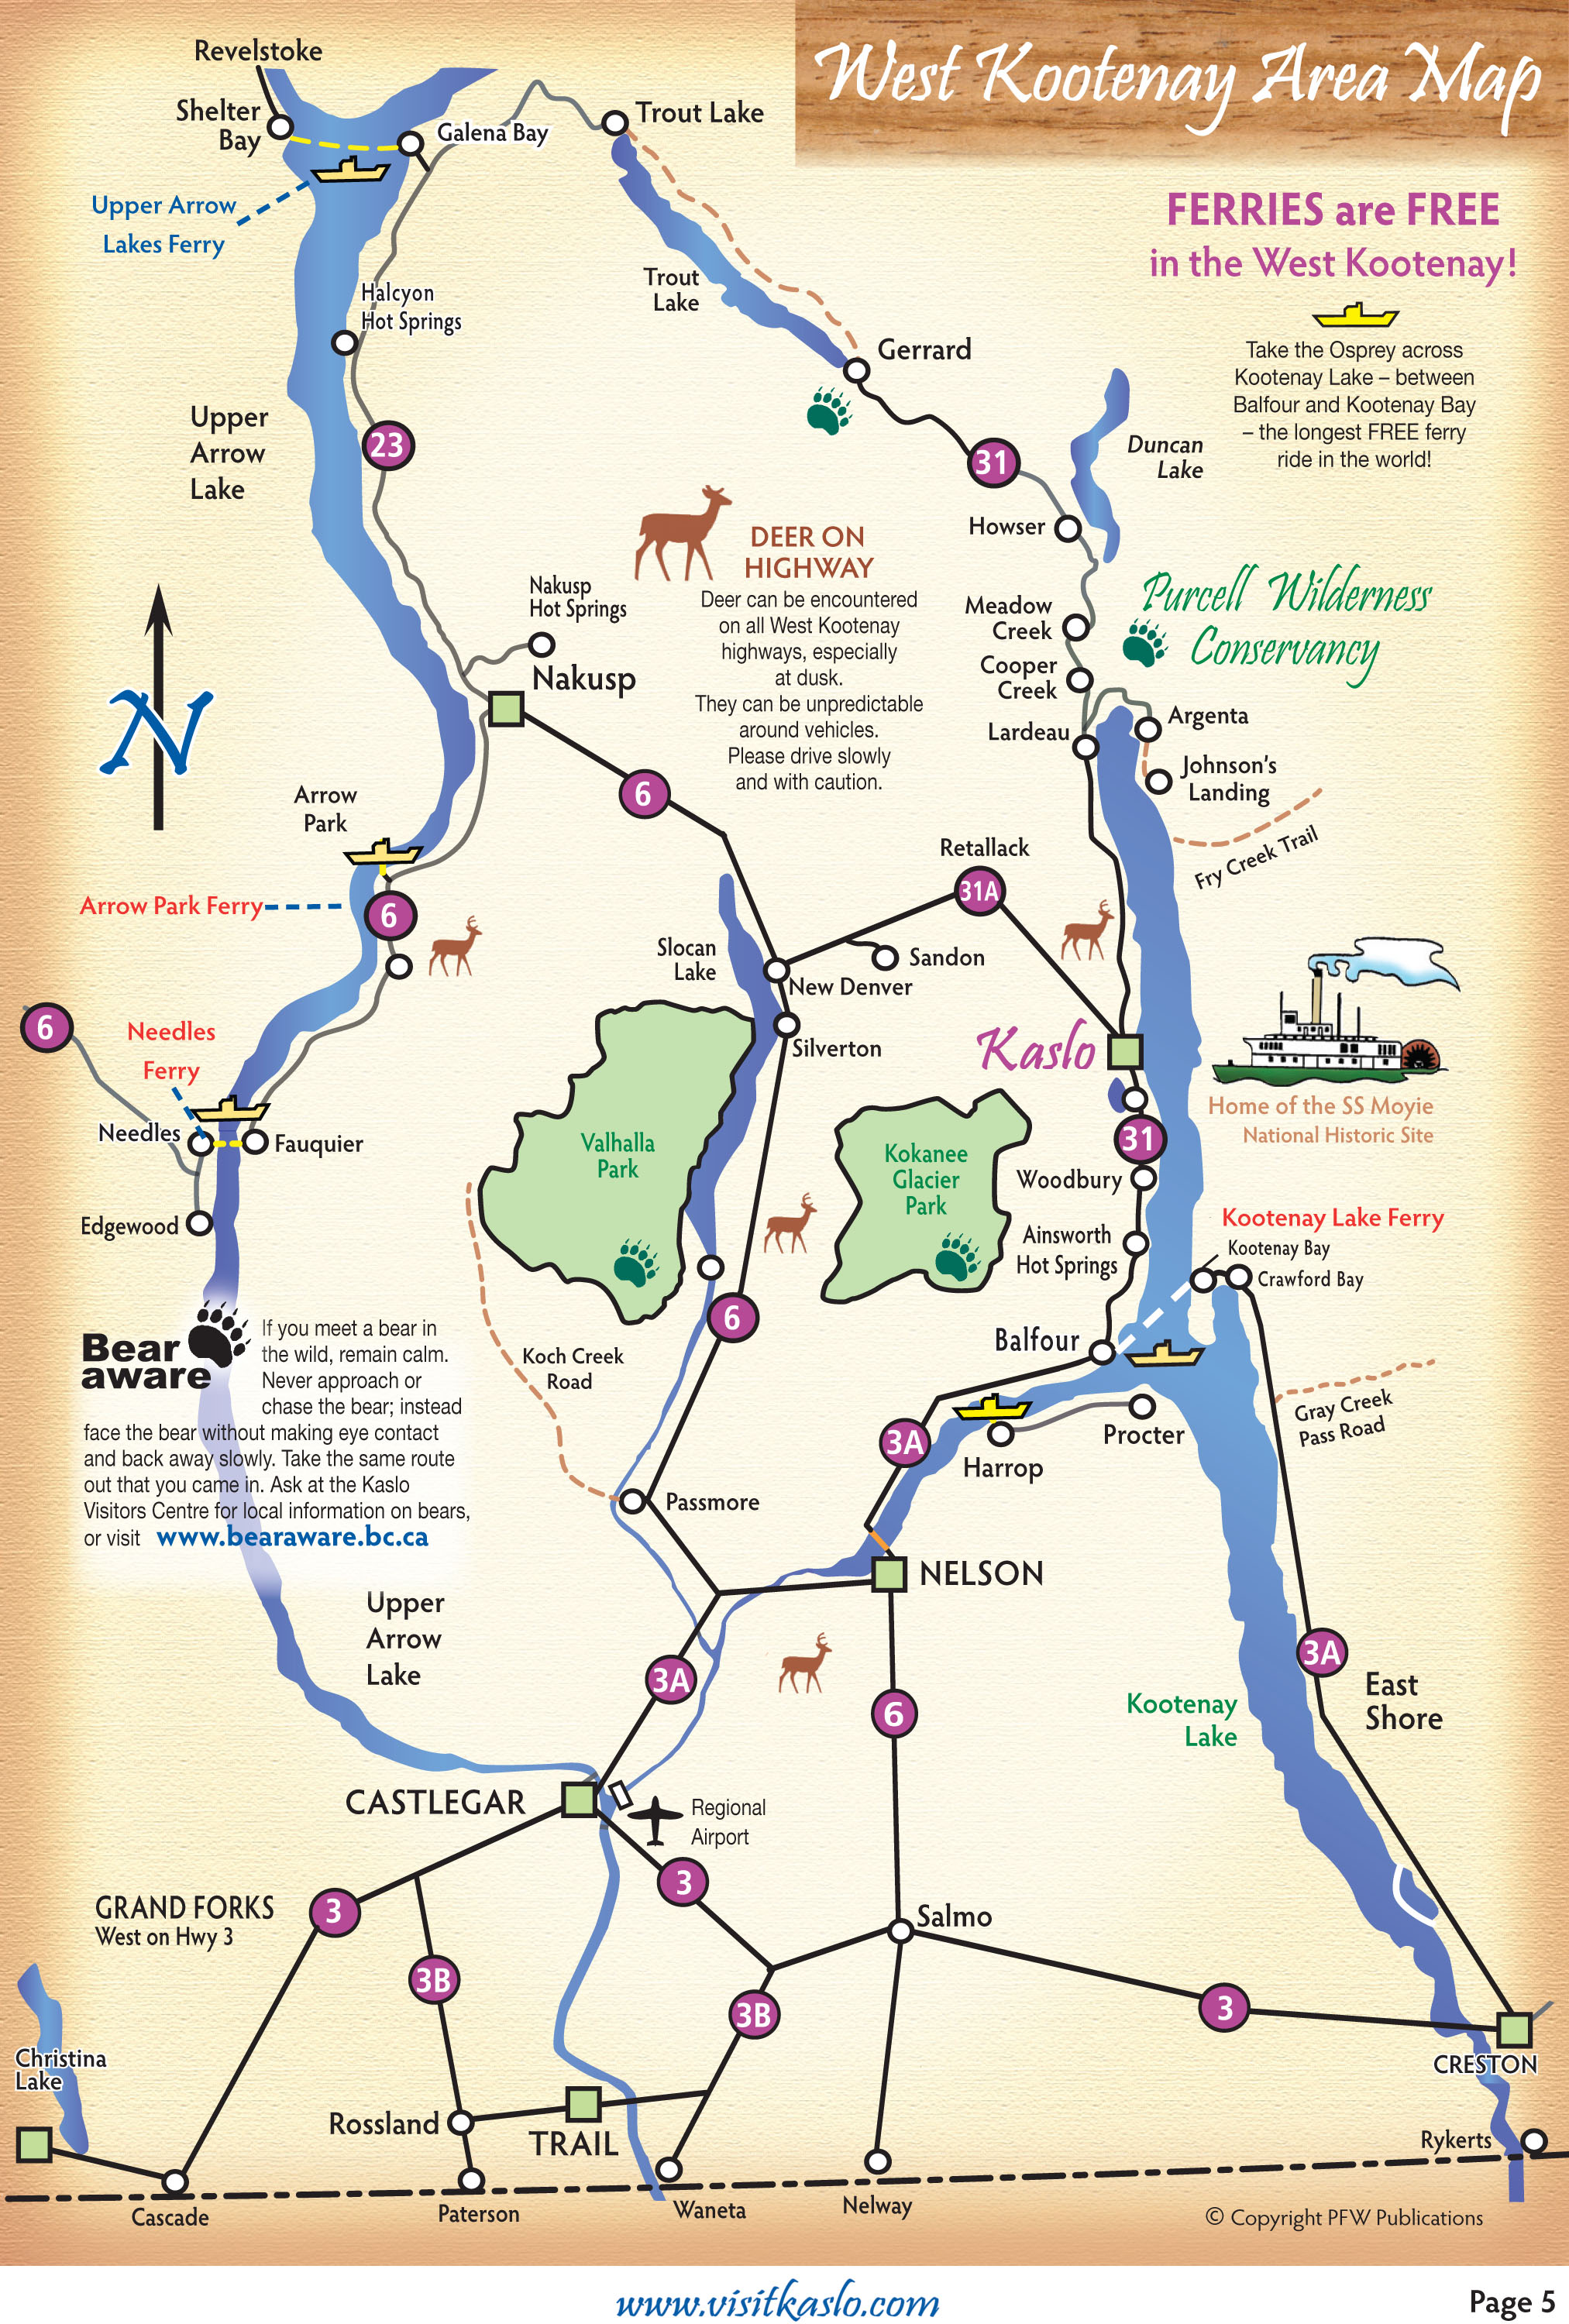 West Kootenay Area Map
Revelstoke
Shelter
Bay
Galena Bay
Trout Lake
Upper Arrow
Lakes Ferry
FERRIES are FREE
in the West Kootenay!
Take the Osprey across
Kootenay Lake – between
Balfour and Kootenay Bay
– the longest FREE ferry
ride in the world!
Halcyon
Hot Springs
Trout
Lake
Gerrard
Upper
Arrow
Lake
23
31
Duncan
Lake
Howser
DEER ON
HIGHWAY
Deer can be encountered
on all West Kootenay
highways, especially
at dusk.
They can be unpredictable
around vehicles.
Please drive slowly
and with caution.
Nakusp
Hot Springs
Nakusp
Meadow
Creek
Cooper
Creek
Purcell Wilderness
Conservancy
Lardeau
Argenta
Johnson's
Landing
N
6
Arrow
Park
Retallack
31A
Fry Creek Trail
Arrow Park Ferry
6
Slocan
Lake
Sandon
New Denver
6
Needles
Ferry
Silverton
Kaslo
Home of the SS Moyie
National Historic Site
Needles
Fauquier
Valhalla
Park
Kokanee
Glacier
Park
31
Woodbury
Edgewood
Ainsworth
Hot Springs
Kootenay Lake Ferry
Kootenay Bay
Crawford Bay
6
Bear
aware
If you meet a bear in
the wild, remain calm.
Never approach or
chase the bear; instead
face the bear without making eye contact
and back away slowly. Take the same route
out that you came in. Ask at the Kaslo
Visitors Centre for local information on bears,
or visit www.bearaware.bc.ca
Koch Creek
Road
Balfour
3A
Harrop
Procter
Gray Creek
Pass Road
Passmore
NELSON
Upper
Arrow
Lake
3A
6
3A
East
Shore
Kootenay
Lake
CASTLEGAR
Regional
Airport
3
GRAND FORKS
West on Hwy 3
3
Salmo
3B
3B
3
Christina
Lake
CRESTON
Rossland
TRAIL
Rykerts
Cascade
Paterson
Waneta
Nelway
© Copyright PFW Publications
www.visitkaslo.com
Page 5